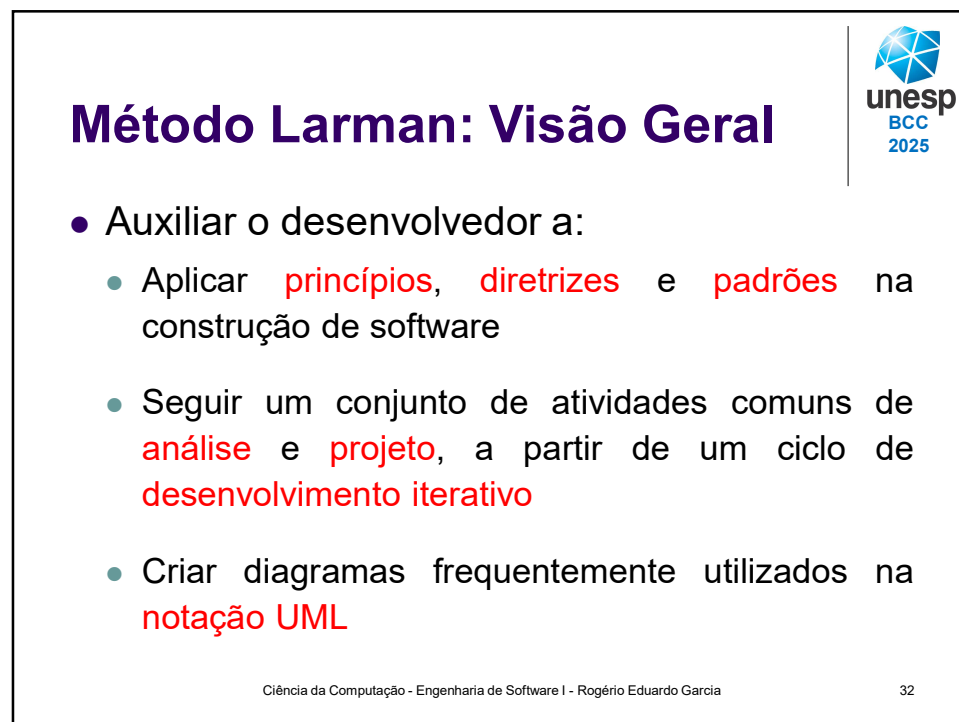 unesp
BCC
2025
Método Larman: Visão Geral
Auxiliar o desenvolvedor a:
Aplicar princípios, diretrizes e padrões na
construção de software
Seguir um conjunto de atividades comuns de
análise e projeto, a partir de um ciclo de
desenvolvimento iterativo
Criar diagramas frequentemente utilizados na
notação UML
Ciência da Computação - Engenharia de Software I - Rogério Eduardo Garcia
32